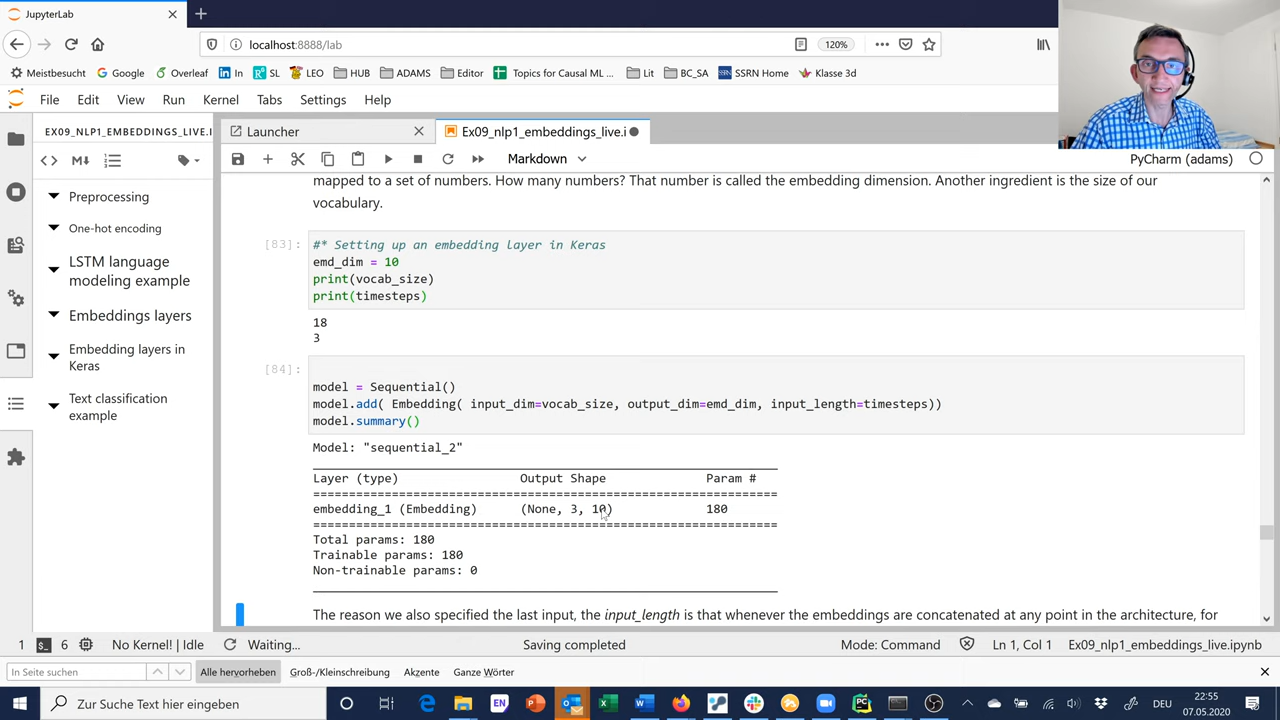 JupyterLab
localhost:8888/lab
120%
Meistbesucht
Google
Overleaf
In
SL
LEO
HUB
ADAMS
Editor
Topics for Causal ML ...
Lit
BC_SA
SSRN Home
Klasse 3d
File
Edit
View
Run
Kernel
Tabs
Settings
Help
EX09_NLP1_EMBEDDINGS_LIVE.I
Launcher
Ex09_nlp1_embeddings_live.i
Markdown
PyCharm (adams)
Preprocessing
One-hot encoding
LSTM language
modeling example
Embeddings layers
Embedding layers in
Keras
Text classification
example
mapped to a set of numbers. How many numbers? That number is called the embedding dimension. Another ingredient is the size of our
vocabulary.
[83]:
#* Setting up an embedding layer in Keras
emd_dim = 10
print(vocab_size)
print(timesteps)
18
3
[84]:
model = Sequential()
model.add( Embedding( input_dim=vocab_size, output_dim=emd_dim, input_length=timesteps))
model.summary()
Model: "sequential_2"
Layer (type) Output Shape Param #
=================================================================
embedding_1 (Embedding) (None, 3, 10) 180
=================================================================
Total params: 180
Trainable params: 180
Non-trainable params: 0
The reason we also specified the last input, the input_length is that whenever the embeddings are concatenated at any point in the architecture, for
1
6
No Kernel! | Idle
Waiting...
Saving completed
Mode: Command
Ln 1, Col 1
Ex09_nlp1_embeddings_live.ipynb
In Seite suchen
Alle hervorheben
Groß-/Kleinschreibung
Akzente
Ganze Wörter
Zur Suche Text hier eingeben
EN
DEU
22:55
07.05.2020